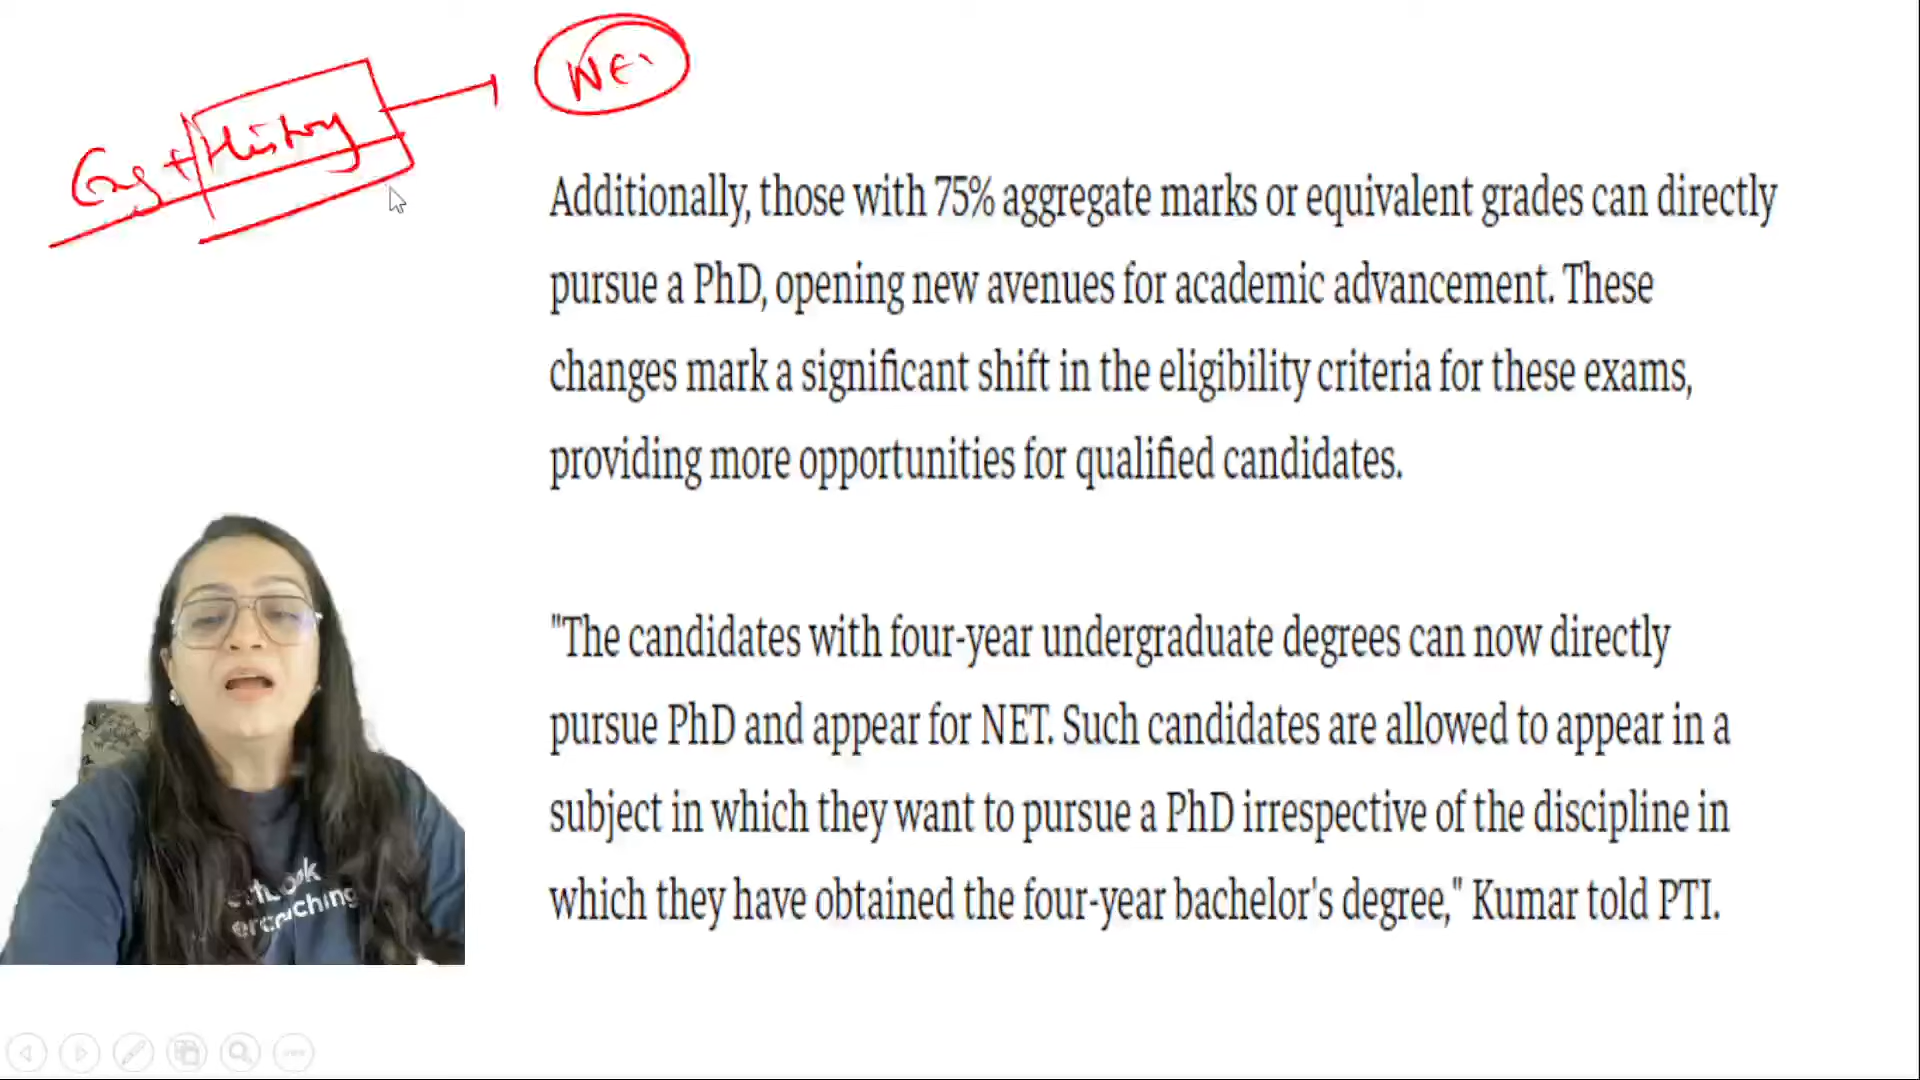 NE
Eng + History
Additionally, those with 75% aggregate marks or equivalent grades can directly
pursue a PhD, opening new avenues for academic advancement. These
changes mark a significant shift in the eligibility criteria for these exams,
providing more opportunities for qualified candidates.
"The candidates with four-year undergraduate degrees can now directly
pursue PhD and appear for NET. Such candidates are allowed to appear in a
subject in which they want to pursue a PhD irrespective of the discipline in
which they have obtained the four-year bachelor's degree," Kumar told PTI.